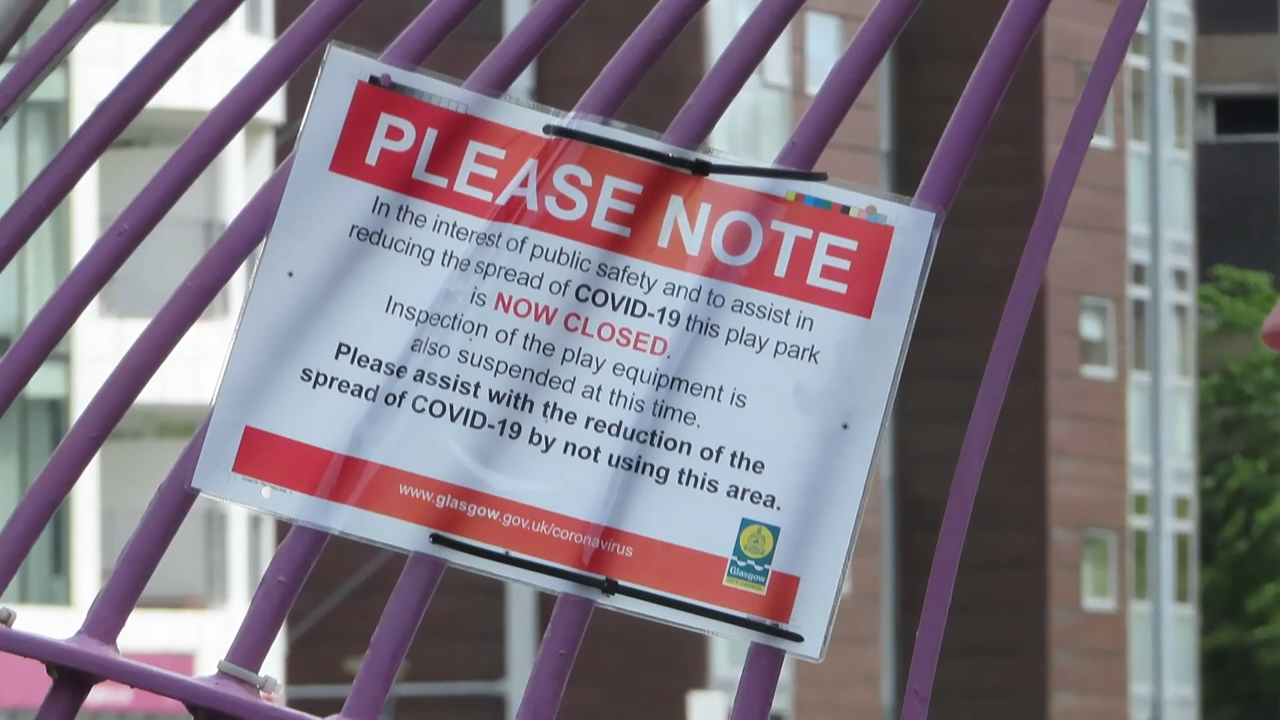 PLEASE NOTE
In the interest of public safety and to assist in
reducing the spread of COVID-19 this play park
is NOW CLOSED.
Inspection of the play equipment is
also suspended at this time.
Please assist with the reduction of the
spread of COVID-19 by not using this area.
www.glasgow.gov.uk/coronavirus
Glasgow
CITY COUNCIL